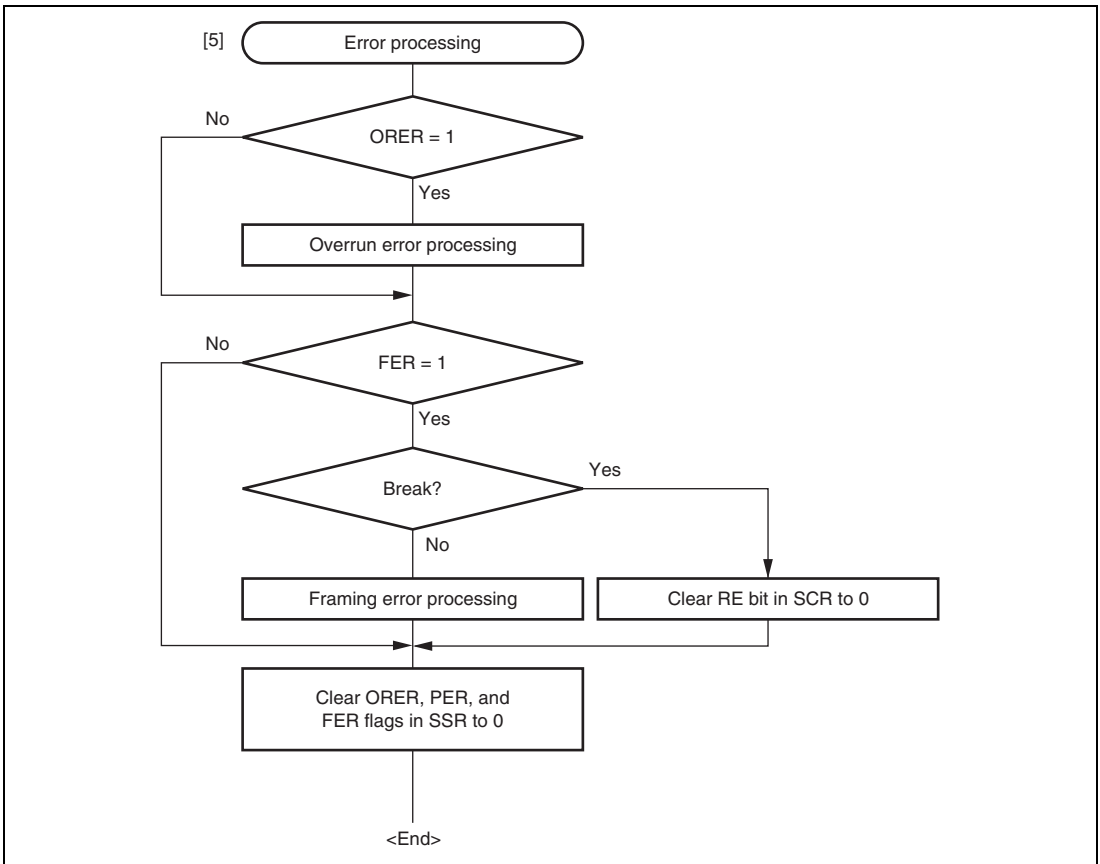 [5]
Error processing
No
ORER = 1
Yes
Overrun error processing
No
FER = 1
Yes
Break?
Yes
No
Framing error processing
Clear RE bit in SCR to 0
Clear ORER, PER, and
FER flags in SSR to 0
<End>